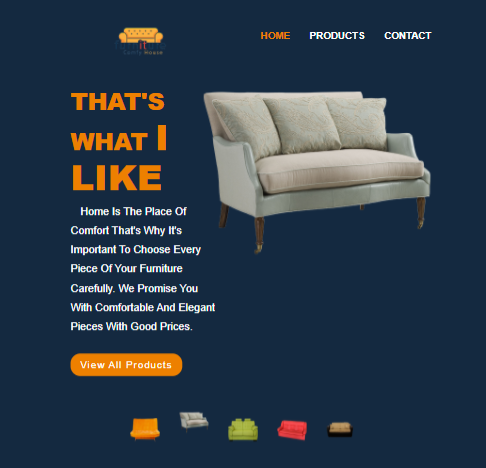 HOME PRODUCTS CONTACT
THAT'S
WHAT I
LIKE
Home Is The Place Of
Comfort That's Why It's
Important To Choose Every
Piece Of Your Furniture
Carefully. We Promise You
With Comfortable And Elegant
Pieces With Good Prices.
View All Products